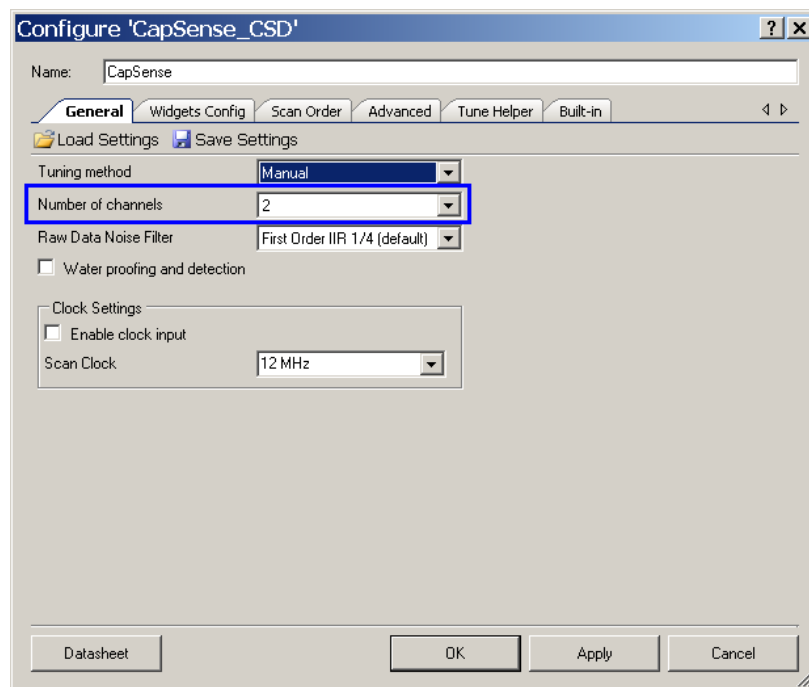 Configure 'CapSense_CSD'
Name: CapSense
General Widgets Config Scan Order Advanced Tune Helper Built-in
Load Settings Save Settings
Tuning method Manual
Number of channels 2
Raw Data Noise Filter First Order IIR 1/4 (default)
Water proofing and detection
Clock Settings
Enable clock input
Scan Clock 12 MHz
Datasheet OK Apply Cancel